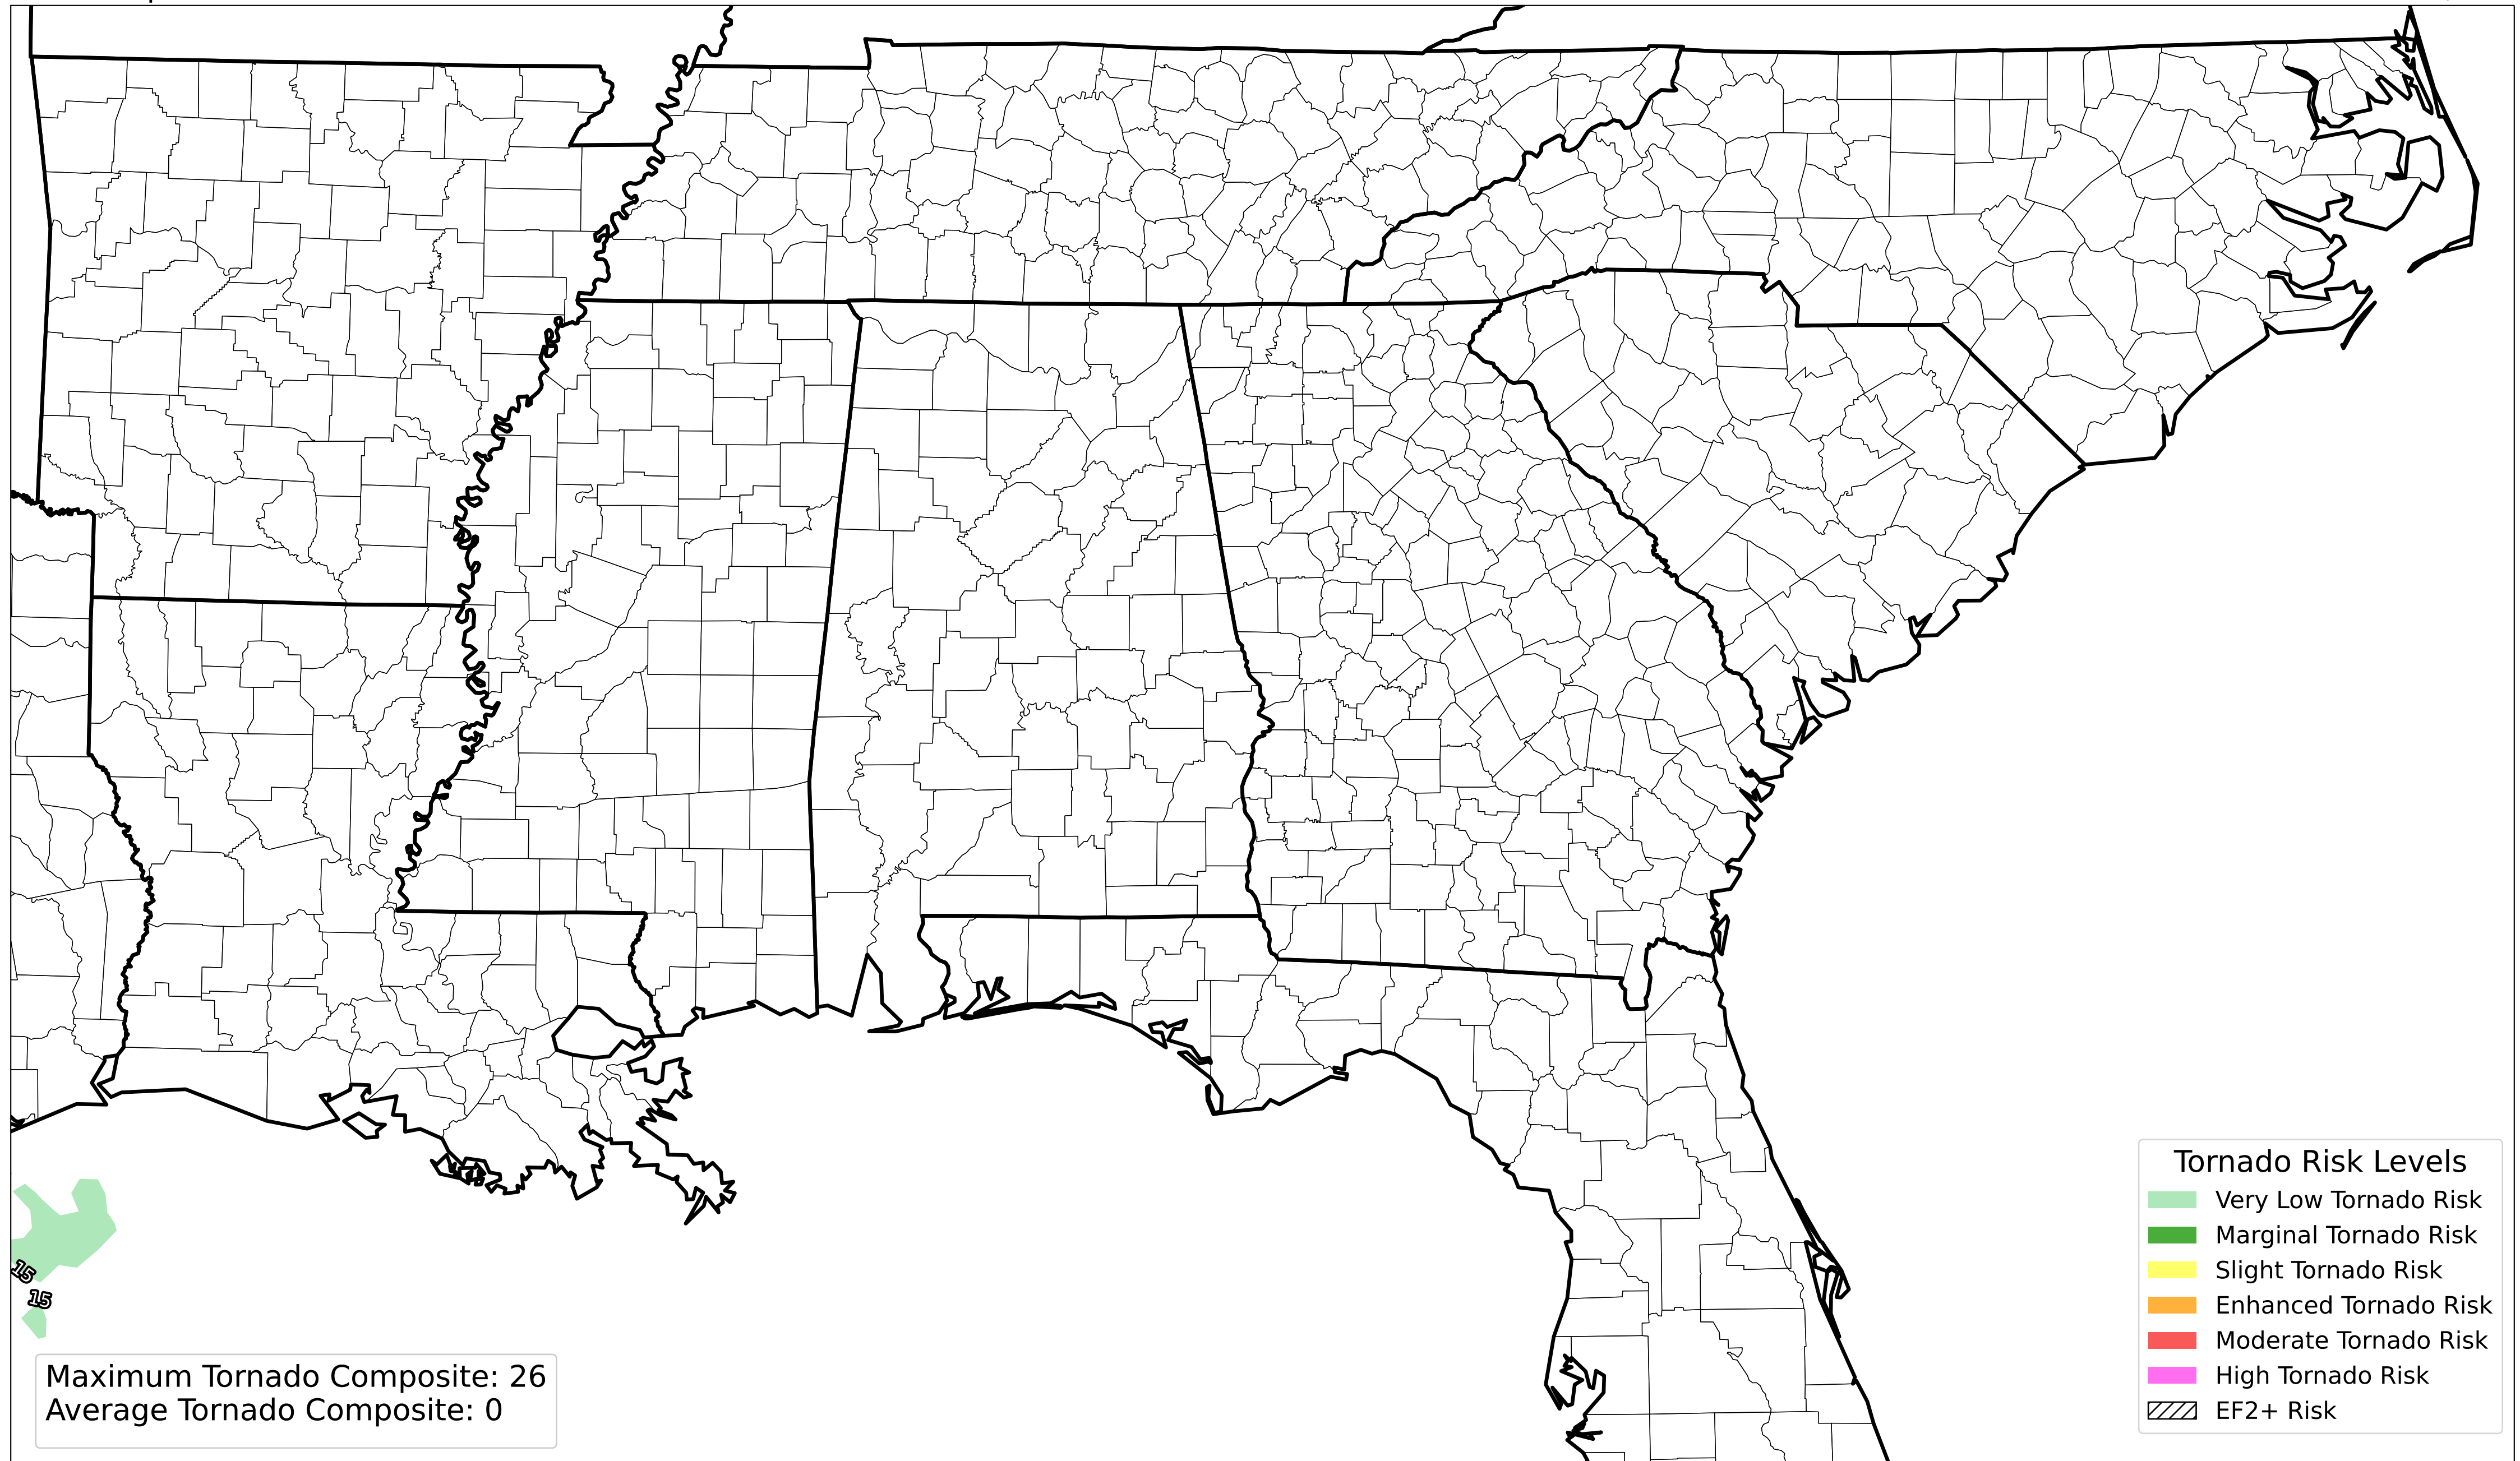 15
15
Maximum Tornado Composite: 26
Average Tornado Composite: 0
Tornado Risk Levels
Very Low Tornado Risk
Marginal Tornado Risk
Slight Tornado Risk
Enhanced Tornado Risk
Moderate Tornado Risk
High Tornado Risk
EF2+ Risk